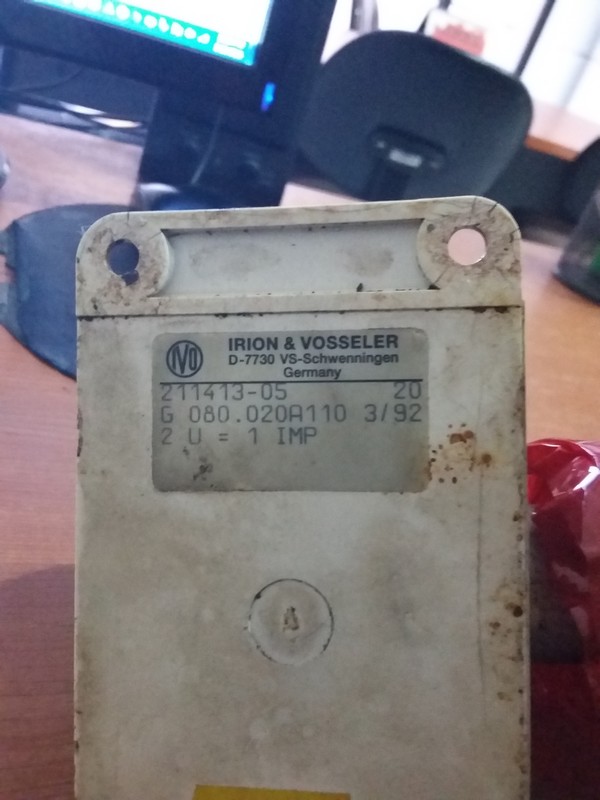 IVO
IRION & VOSSELER
D-7730 VS-Schwenningen
Germany
211413-05 20
G 080.020A110 3/92
2 U = 1 IMP